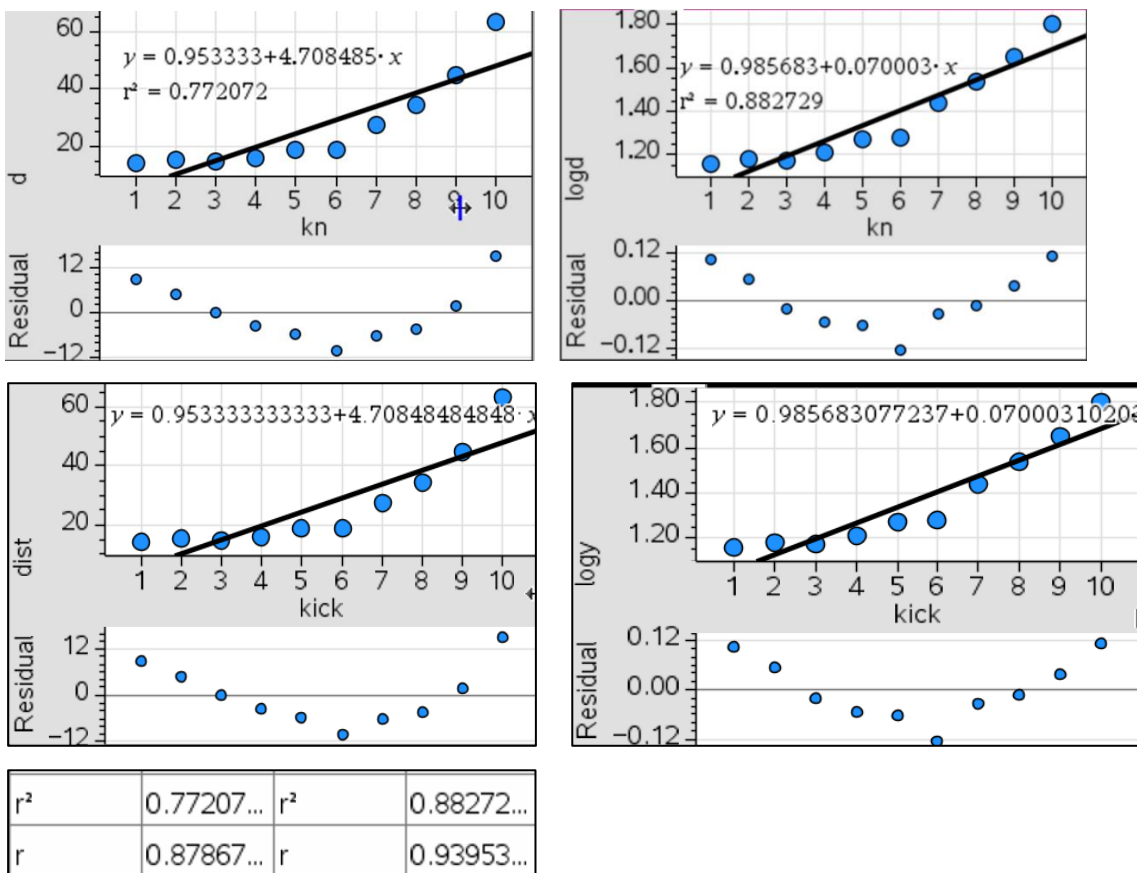 60
40
20
y = 0.953333+4.708485· x
r² = 0.772072
d
1 2 3 4 5 6 7 8 9 10
kn
Residual
12
0
−12
1.80
1.60
1.40
1.20
y = 0.985683+0.070003· x
r² = 0.882729
logd
1 2 3 4 5 6 7 8 9 10
kn
Residual
0.12
0.00
−0.12
60
40
20
y = 0.953333333333+4.70848484848· x
dist
1 2 3 4 5 6 7 8 9 10
kick
Residual
12
0
−12
1.80
1.60
1.40
1.20
y = 0.985683077237+0.0700031020
logy
1 2 3 4 5 6 7 8 9 10
kick
Residual
0.12
0.00
−0.12
r² 0.77207... r² 0.88272...
r 0.87867... r 0.93953...